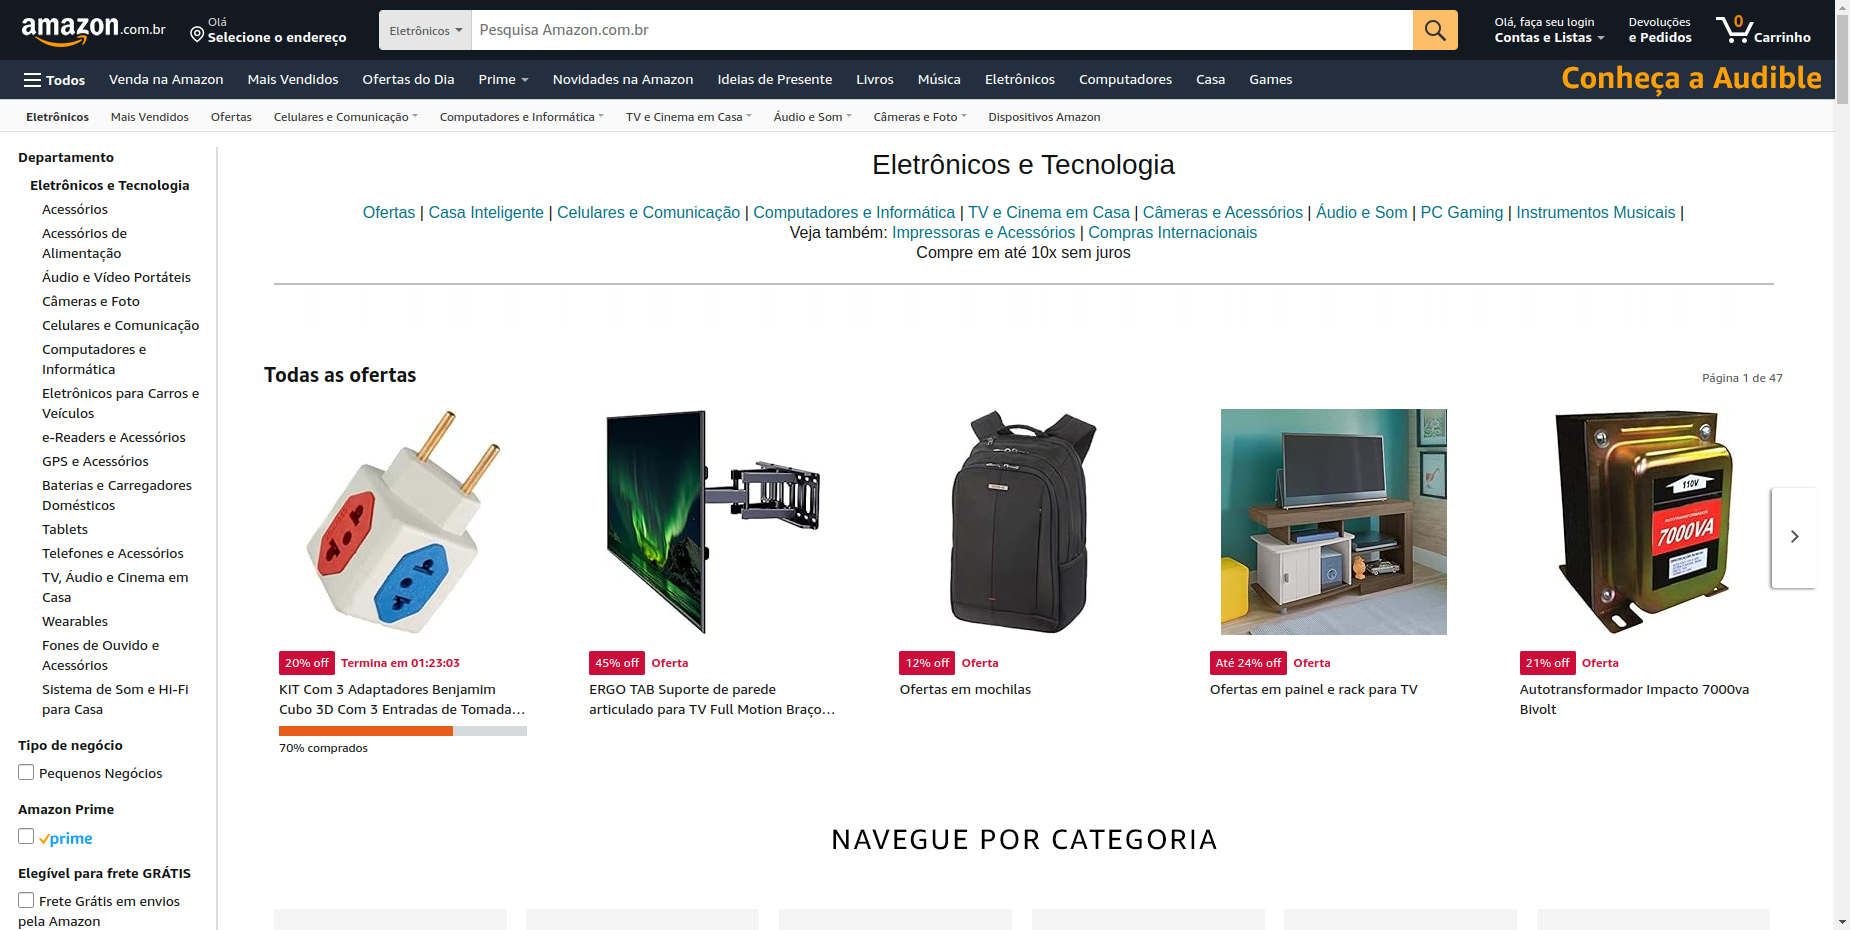 amazon.com.br
Olá
Selecione o endereço
Eletrônicos
Pesquisa Amazon.com.br
Olá, faça seu login
Contas e Listas
Devoluções
e Pedidos
0
Carrinho
Todos
Venda na Amazon
Mais Vendidos
Ofertas do Dia
Prime
Novidades na Amazon
Ideias de Presente
Livros
Música
Eletrônicos
Computadores
Casa
Games
Conheça a Audible
Eletrônicos
Mais Vendidos
Ofertas
Celulares e Comunicação
Computadores e Informática
TV e Cinema em Casa
Áudio e Som
Câmeras e Foto
Dispositivos Amazon
Departamento
Eletrônicos e Tecnologia
Acessórios
Acessórios de
Alimentação
Áudio e Vídeo Portáteis
Câmeras e Foto
Celulares e Comunicação
Computadores e
Informática
Eletrônicos para Carros e
Veículos
e-Readers e Acessórios
GPS e Acessórios
Baterias e Carregadores
Domésticos
Tablets
Telefones e Acessórios
TV, Áudio e Cinema em
Casa
Wearables
Fones de Ouvido e
Acessórios
Sistema de Som e Hi-Fi
para Casa
Tipo de negócio
Pequenos Negócios
Amazon Prime
prime
Elegível para frete GRÁTIS
Frete Grátis em envios
pela Amazon
Eletrônicos e Tecnologia
Ofertas | Casa Inteligente | Celulares e Comunicação | Computadores e Informática | TV e Cinema em Casa | Câmeras e Acessórios | Áudio e Som | PC Gaming | Instrumentos Musicais |
Veja também: Impressoras e Acessórios | Compras Internacionais
Compre em até 10x sem juros
Todas as ofertas
Página 1 de 47
110V
AUTOTRANSFORMADOR
7000VA
20% off Termina em 01:23:03
KIT Com 3 Adaptadores Benjamim
Cubo 3D Com 3 Entradas de Tomada…
70% comprados
45% off Oferta
ERGO TAB Suporte de parede
articulado para TV Full Motion Braço…
12% off Oferta
Ofertas em mochilas
Até 24% off Oferta
Ofertas em painel e rack para TV
21% off Oferta
Autotransformador Impacto 7000va
Bivolt
NAVEGUE POR CATEGORIA